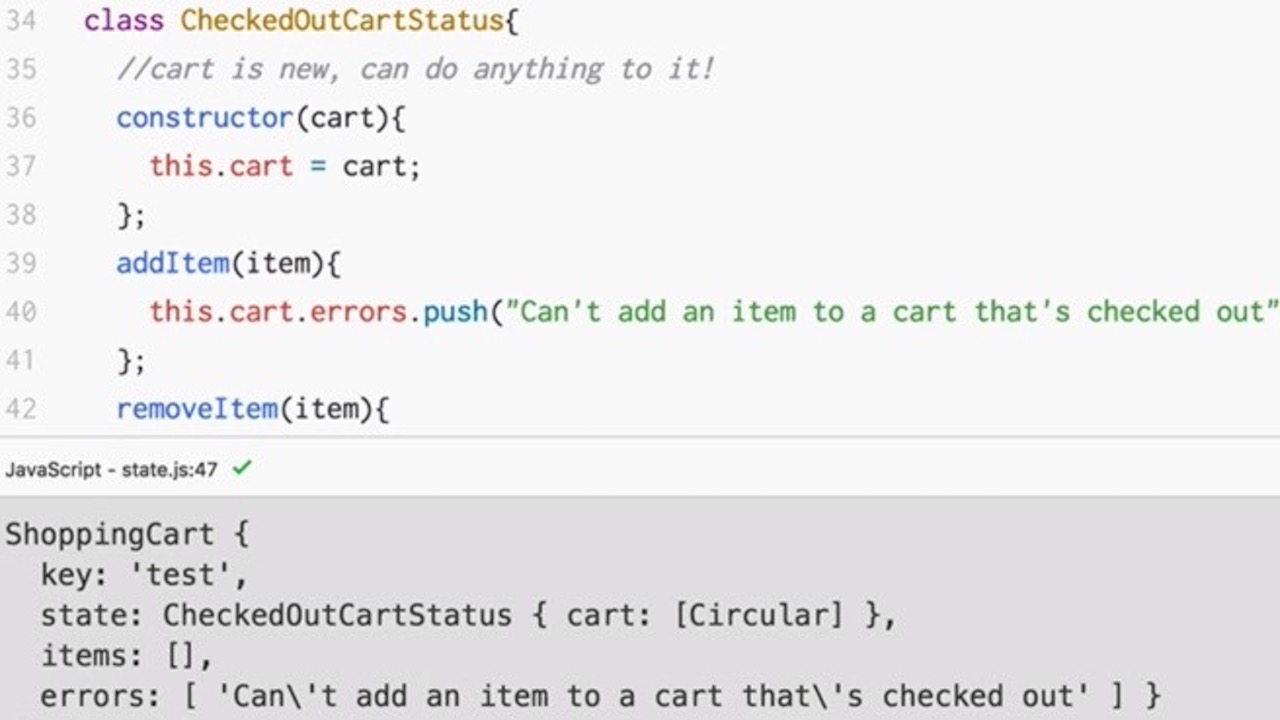 34 class CheckedOutCartStatus{
35 //cart is new, can do anything to it!
36 constructor(cart){
37 this.cart = cart;
38 };
39 addItem(item){
40 this.cart.errors.push("Can't add an item to a cart that's checked out"
41 };
42 removeItem(item){
JavaScript - state.js:47 ✓
ShoppingCart {
key: 'test',
state: CheckedOutCartStatus { cart: [Circular] },
items: [],
errors: [ 'Can\'t add an item to a cart that\'s checked out' ] }